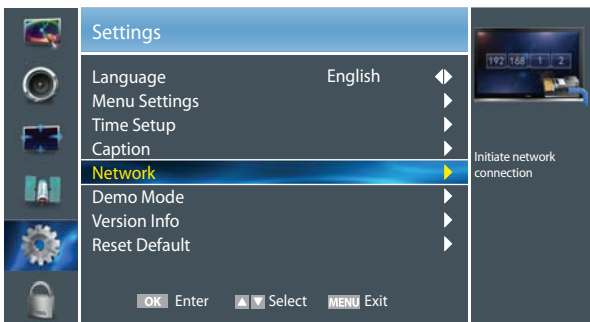 Settings
Language English
Menu Settings
Time Setup
Caption
Network
Demo Mode
Version Info
Reset Default
OK Enter Select MENU Exit
192 168 1 2
Initiate network
connection